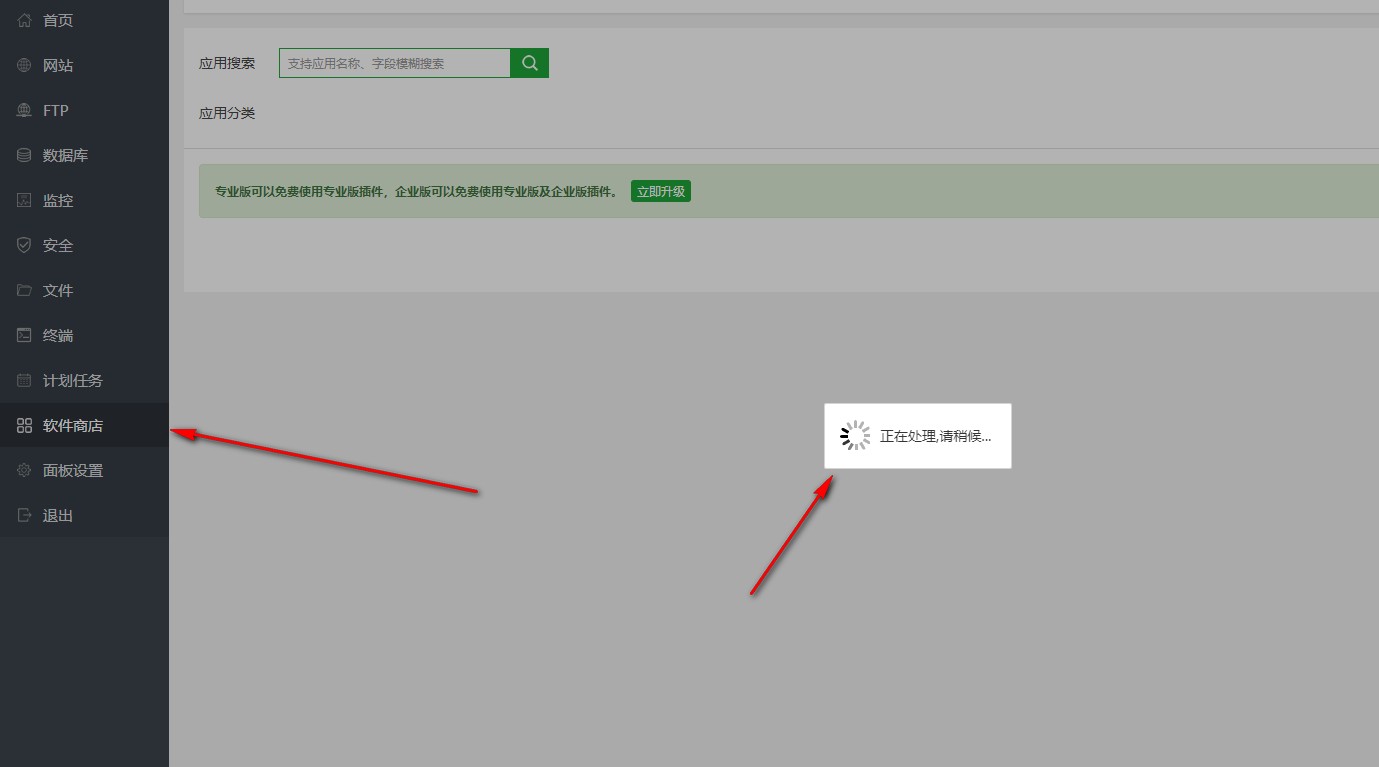 首页
网站
FTP
数据库
监控
安全
文件
终端
计划任务
软件商店
面板设置
退出
应用搜索 支持应用名称、字段模糊搜索
应用分类
专业版可以免费使用专业版插件，企业版可以免费使用专业版及企业版插件。 立即升级
正在处理,请稍候...